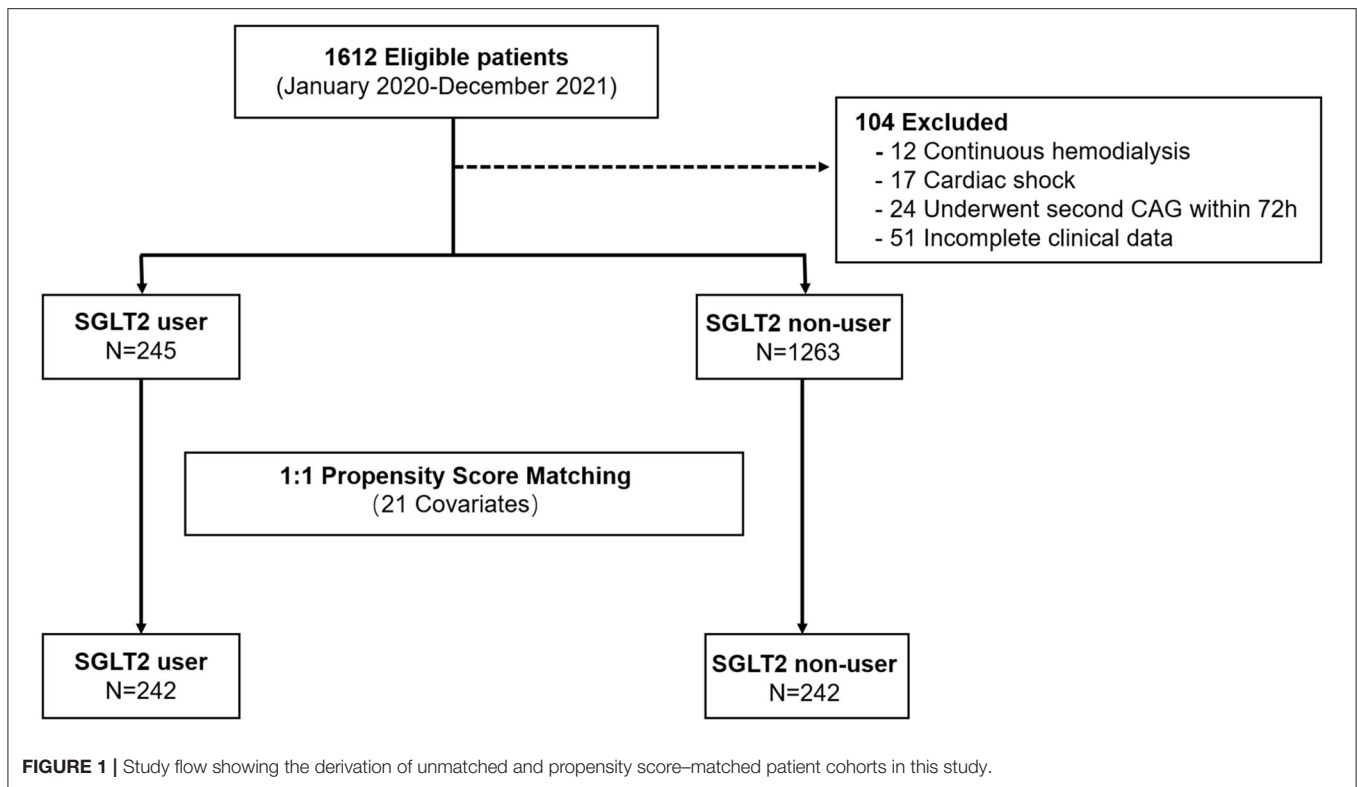 1612 Eligible patients
(January 2020-December 2021)
104 Excluded
- 12 Continuous hemodialysis
- 17 Cardiac shock
- 24 Underwent second CAG within 72h
- 51 Incomplete clinical data
SGLT2 user
N=245
SGLT2 non-user
N=1263
1:1 Propensity Score Matching
(21 Covariates)
SGLT2 user
N=242
SGLT2 non-user
N=242
FIGURE 1 | Study flow showing the derivation of unmatched and propensity score–matched patient cohorts in this study.